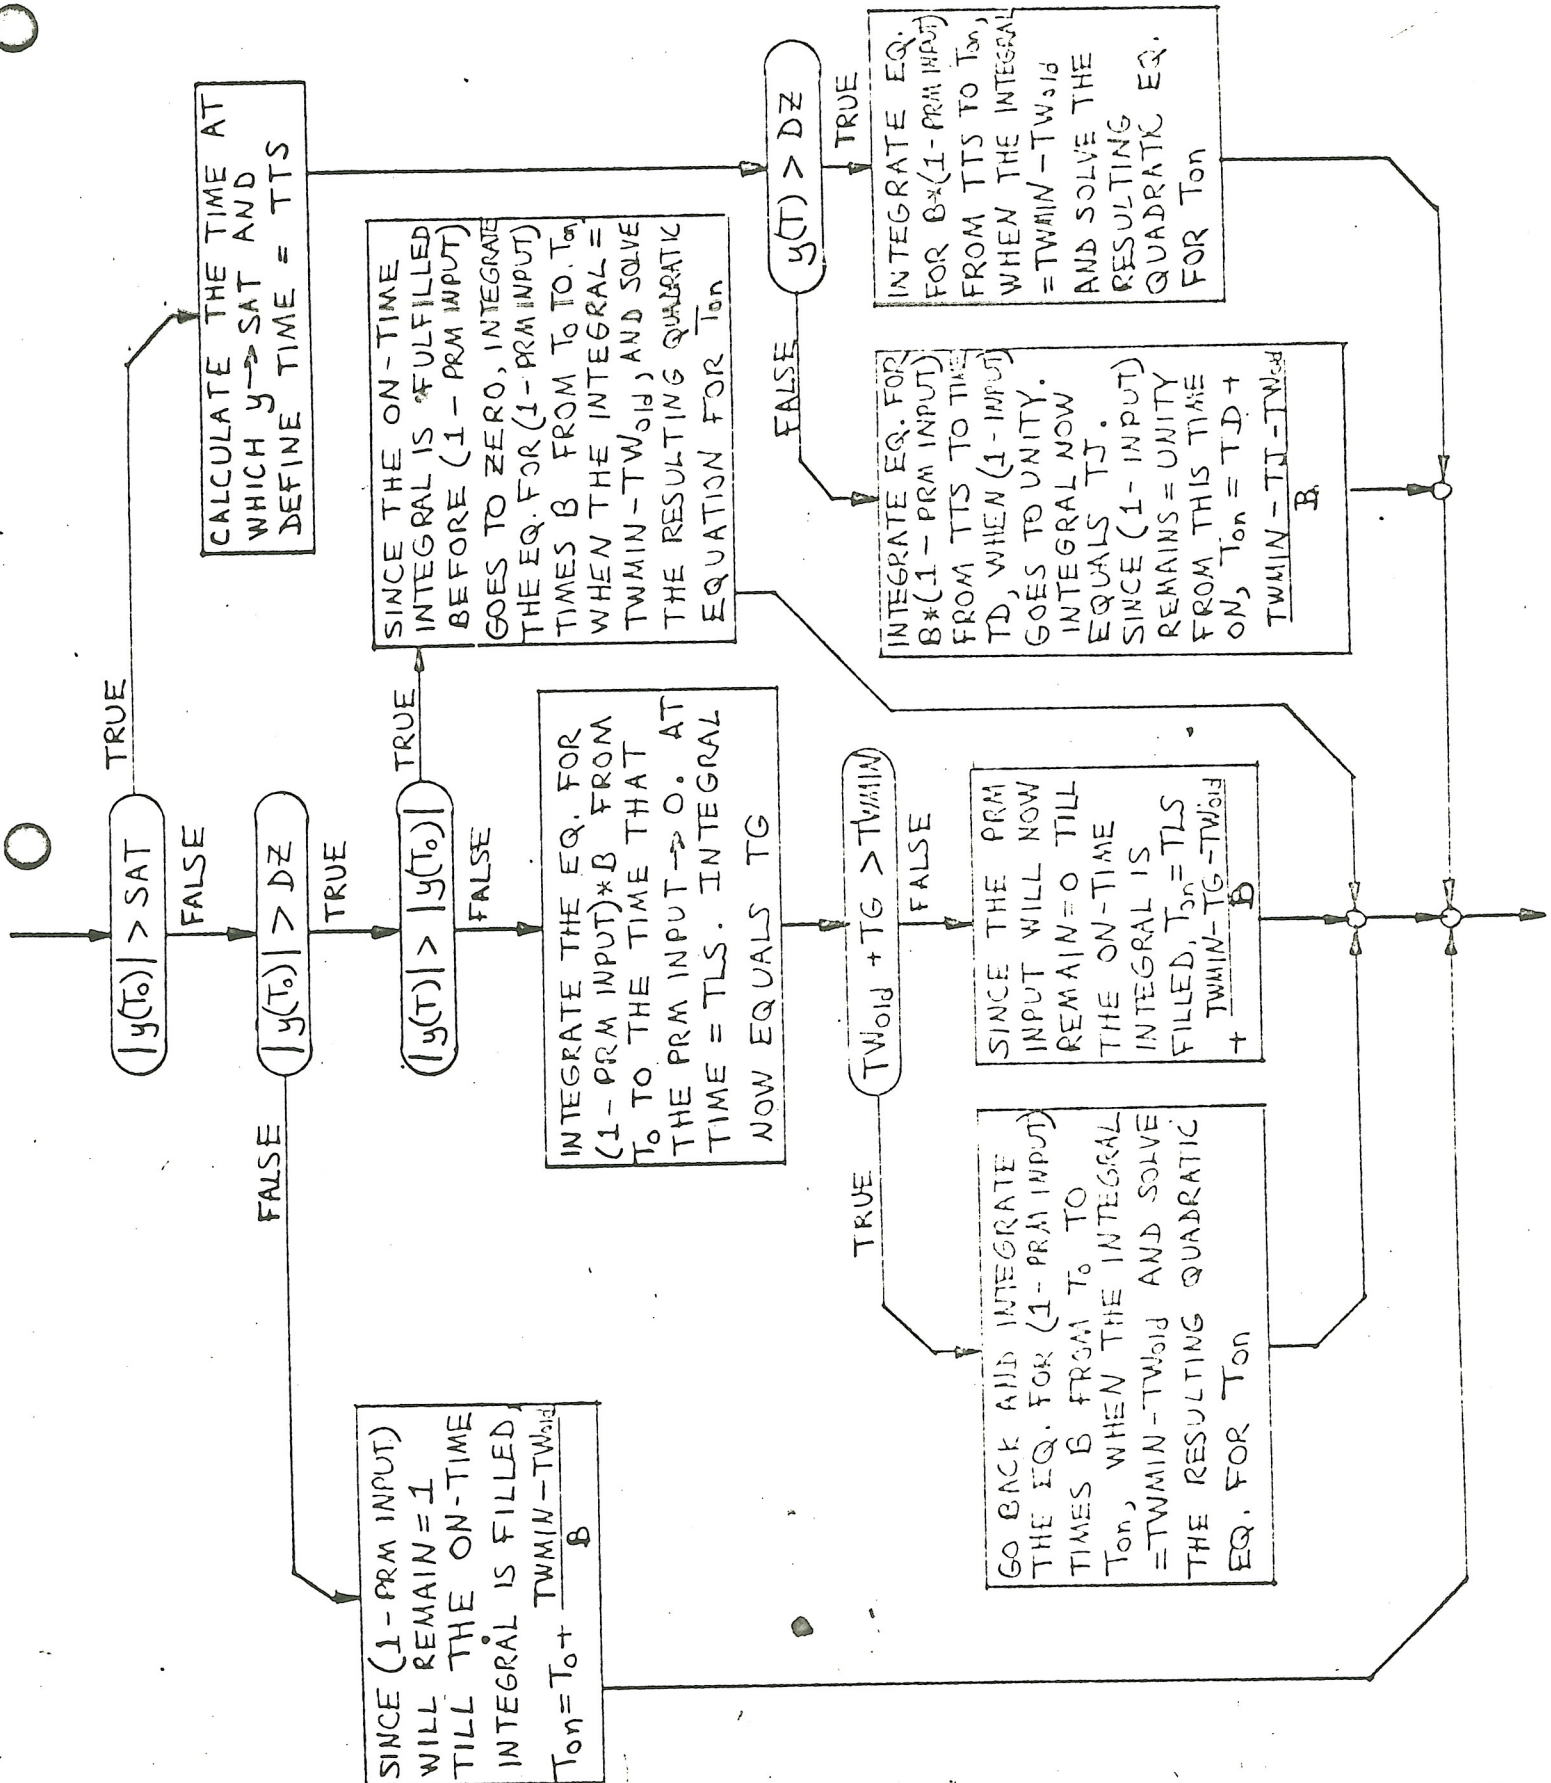 |y(To)| > SAT
TRUE
FALSE
CALCULATE THE TIME AT
WHICH y→SAT AND
DEFINE TIME = TTS
|y(To)| > DZ
FALSE
TRUE
SINCE (1-PRM INPUT)
WILL REMAIN=1
TILL THE ON-TIME
INTEGRAL IS FILLED,
Ton=To+ TWMIN-TWold
B
|y(T)| > |y(To)|
TRUE
FALSE
SINCE THE ON-TIME
INTEGRAL IS FULFILLED
BEFORE (1 - PRM INPUT)
GOES TO ZERO, INTEGRATE
THE EQ. FOR (1-PRM INPUT)
TIMES B FROM To TO Ton
WHEN THE INTEGRAL =
TWMIN-TWold, AND SOLVE
THE RESULTING QUADRATIC
EQUATION FOR Ton
INTEGRATE THE EQ. FOR
(1-PRM INPUT)*B FROM
To TO THE TIME THAT
THE PRM INPUT→0. AT
TIME = TLS. INTEGRAL
NOW EQUALS TG
TWold + TG > TWMIN
TRUE
FALSE
GO BACK AND INTEGRATE
THE EQ. FOR (1-PRM INPUT)
TIMES B FROM To TO
Ton, WHEN THE INTEGRAL
=TWMIN-TWold AND SOLVE
THE RESULTING QUADRATIC
EQ. FOR Ton
SINCE THE PRM
INPUT WILL NOW
REMAIN=0 TILL
THE ON-TIME
INTEGRAL IS
FILLED, Ton=TLS
+ TWMIN-TG-TWold
B
y(T) > DZ
FALSE
TRUE
INTEGRATE EQ. FOR
B*(1-PRM INPUT)
FROM TTS TO TIME
TD, WHEN (1-INPUT)
GOES TO UNITY.
INTEGRAL NOW
EQUALS TJ.
SINCE (1-INPUT)
REMAINS=UNITY
FROM THIS TIME
ON, Ton = TD +
TWMIN-TJ-TWold
B
INTEGRATE EQ.
FOR B*(1-PRM INPUT)
FROM TTS TO Ton,
WHEN THE INTEGRAL
=TWMIN-TWold
AND SOLVE THE
RESULTING
QUADRATIC EQ.
FOR Ton